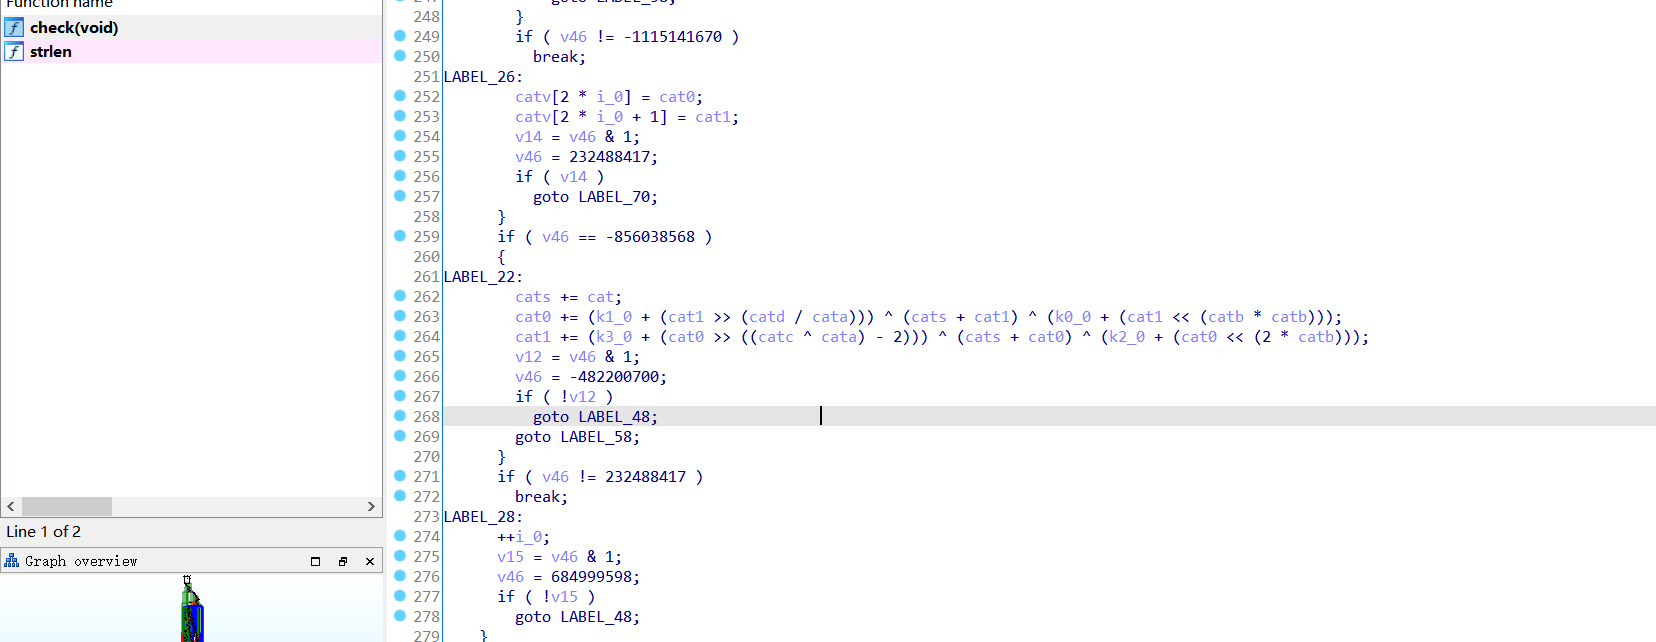 Function name
check(void)
strlen
Line 1 of 2
Graph overview
248 }
249 if ( v46 != -1115141670 )
250 break;
251 LABEL_26:
252 catv[2 * i_0] = cat0;
253 catv[2 * i_0 + 1] = cat1;
254 v14 = v46 & 1;
255 v46 = 232488417;
256 if ( v14 )
257 goto LABEL_70;
258 }
259 if ( v46 == -856038568 )
260 {
261 LABEL_22:
262 cats += cat;
263 cat0 += (k1_0 + (cat1 >> (catd / cata))) ^ (cats + cat1) ^ (k0_0 + (cat1 << (catb * catb)));
264 cat1 += (k3_0 + (cat0 >> ((catc ^ cata) - 2))) ^ (cats + cat0) ^ (k2_0 + (cat0 << (2 * catb)));
265 v12 = v46 & 1;
266 v46 = -482200700;
267 if ( !v12 )
268 goto LABEL_48;
269 goto LABEL_58;
270 }
271 if ( v46 != 232488417 )
272 break;
273 LABEL_28:
274 ++i_0;
275 v15 = v46 & 1;
276 v46 = 684999598;
277 if ( !v15 )
278 goto LABEL_48;
279 }